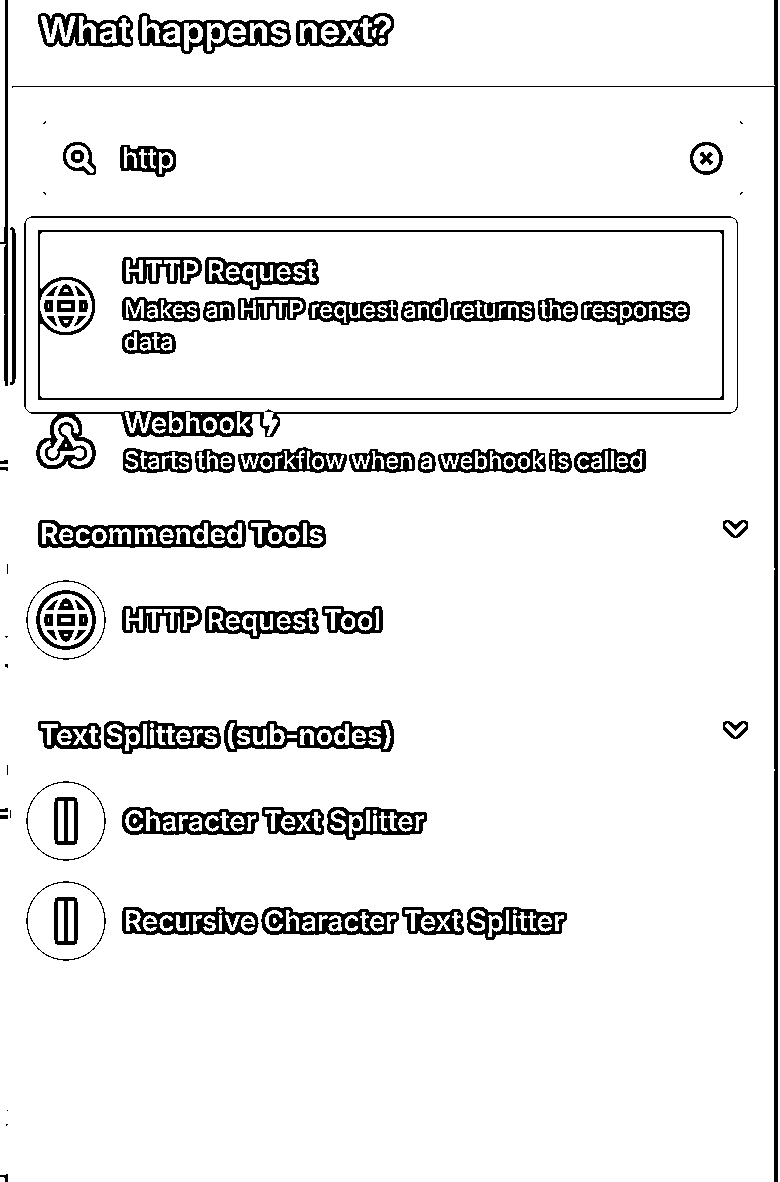 What happens next?
http
HTTP Request
Makes an HTTP request and returns the response
data
Webhook
Starts the workflow when a webhook is called
Recommended Tools
HTTP Request Tool
Text Splitters (sub-nodes)
Character Text Splitter
Recursive Character Text Splitter